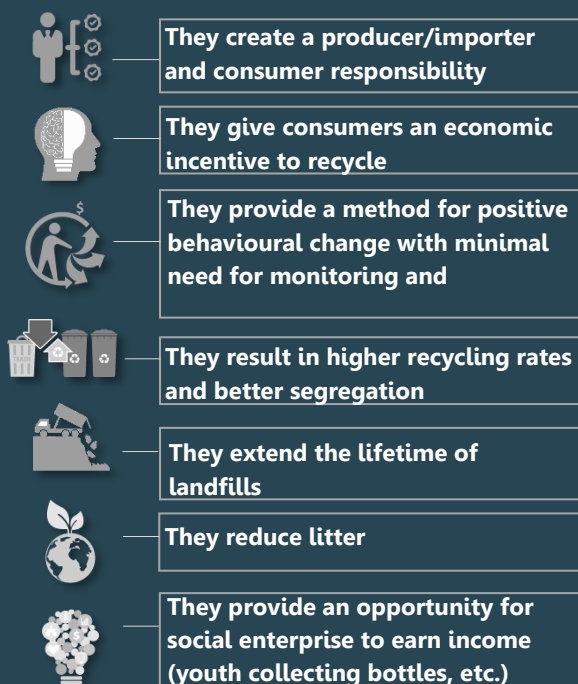 They create a producer/importer
and consumer responsibility
They give consumers an economic
incentive to recycle
$
They provide a method for positive
behavioural change with minimal
need for monitoring and
They result in higher recycling rates
and better segregation
They extend the lifetime of
landfills
They reduce litter
They provide an opportunity for
social enterprise to earn income
(youth collecting bottles, etc.)